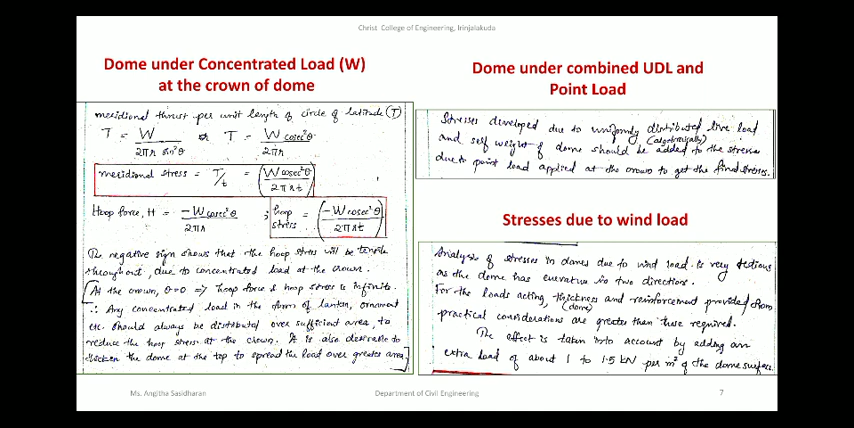 Christ College of Engineering, Irinjalakuda
Dome under Concentrated Load (W)
at the crown of dome
meridional thrust per unit length of circle of latitude (T)
T = W / 2πr sin²θ or T = W cosec²θ / 2πr
meridional stress = T/t = (W cosec²θ / 2πrt)
Hoop force, H = -W cosec²θ / 2πr ; hoop stress = (-W cosec²θ / 2πrt)
The negative sign shows that the hoop stress will be tensile
throughout, due to concentrated load at the crown.
At the crown, θ=0 => hoop force & hoop stress is infinite.
∴ Any concentrated load in the form of lantern, ornament
etc. should always be distributed over sufficient area, to
reduce the hoop stress at the crown. It is also desirable to
thicken the dome at the top to spread the load over greater area
Dome under combined UDL and
Point Load
Stresses developed due to uniformly distributed live load
and self weight of dome should be added (algebraically) to the stresses
due to point load applied at the crown to get the final stresses.
Stresses due to wind load
Analysis of stresses in domes due to wind load is very tedious
as the dome has curvature in two directions.
For the loads acting, thickness (dome) and reinforcement provided from
practical considerations are greater than those required.
The effect is taken into account by adding an
extra load of about 1 to 1.5 kN per m² of the dome surface.
Ms. Angitha Sasidharan
Department of Civil Engineering
7